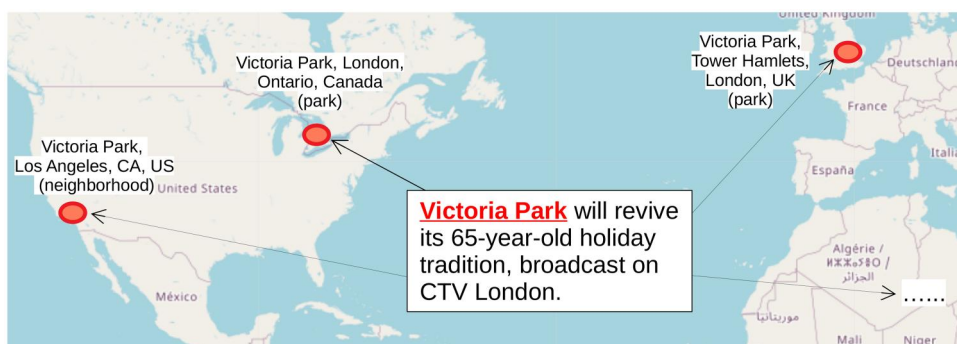 United Kingdom
Victoria Park, London,
Ontario, Canada
(park)
Victoria Park,
Tower Hamlets,
London, UK
(park)
Deutschland
France
Victoria Park,
Los Angeles, CA, US
(neighborhood)
United States
España
Italia
Victoria Park will revive
its 65-year-old holiday
tradition, broadcast on
CTV London.
Algérie /
ⵍⵣⵣⴰⵢⴻⵔ /
الجزائر
......
México
موريتانيا
Mali
Niger